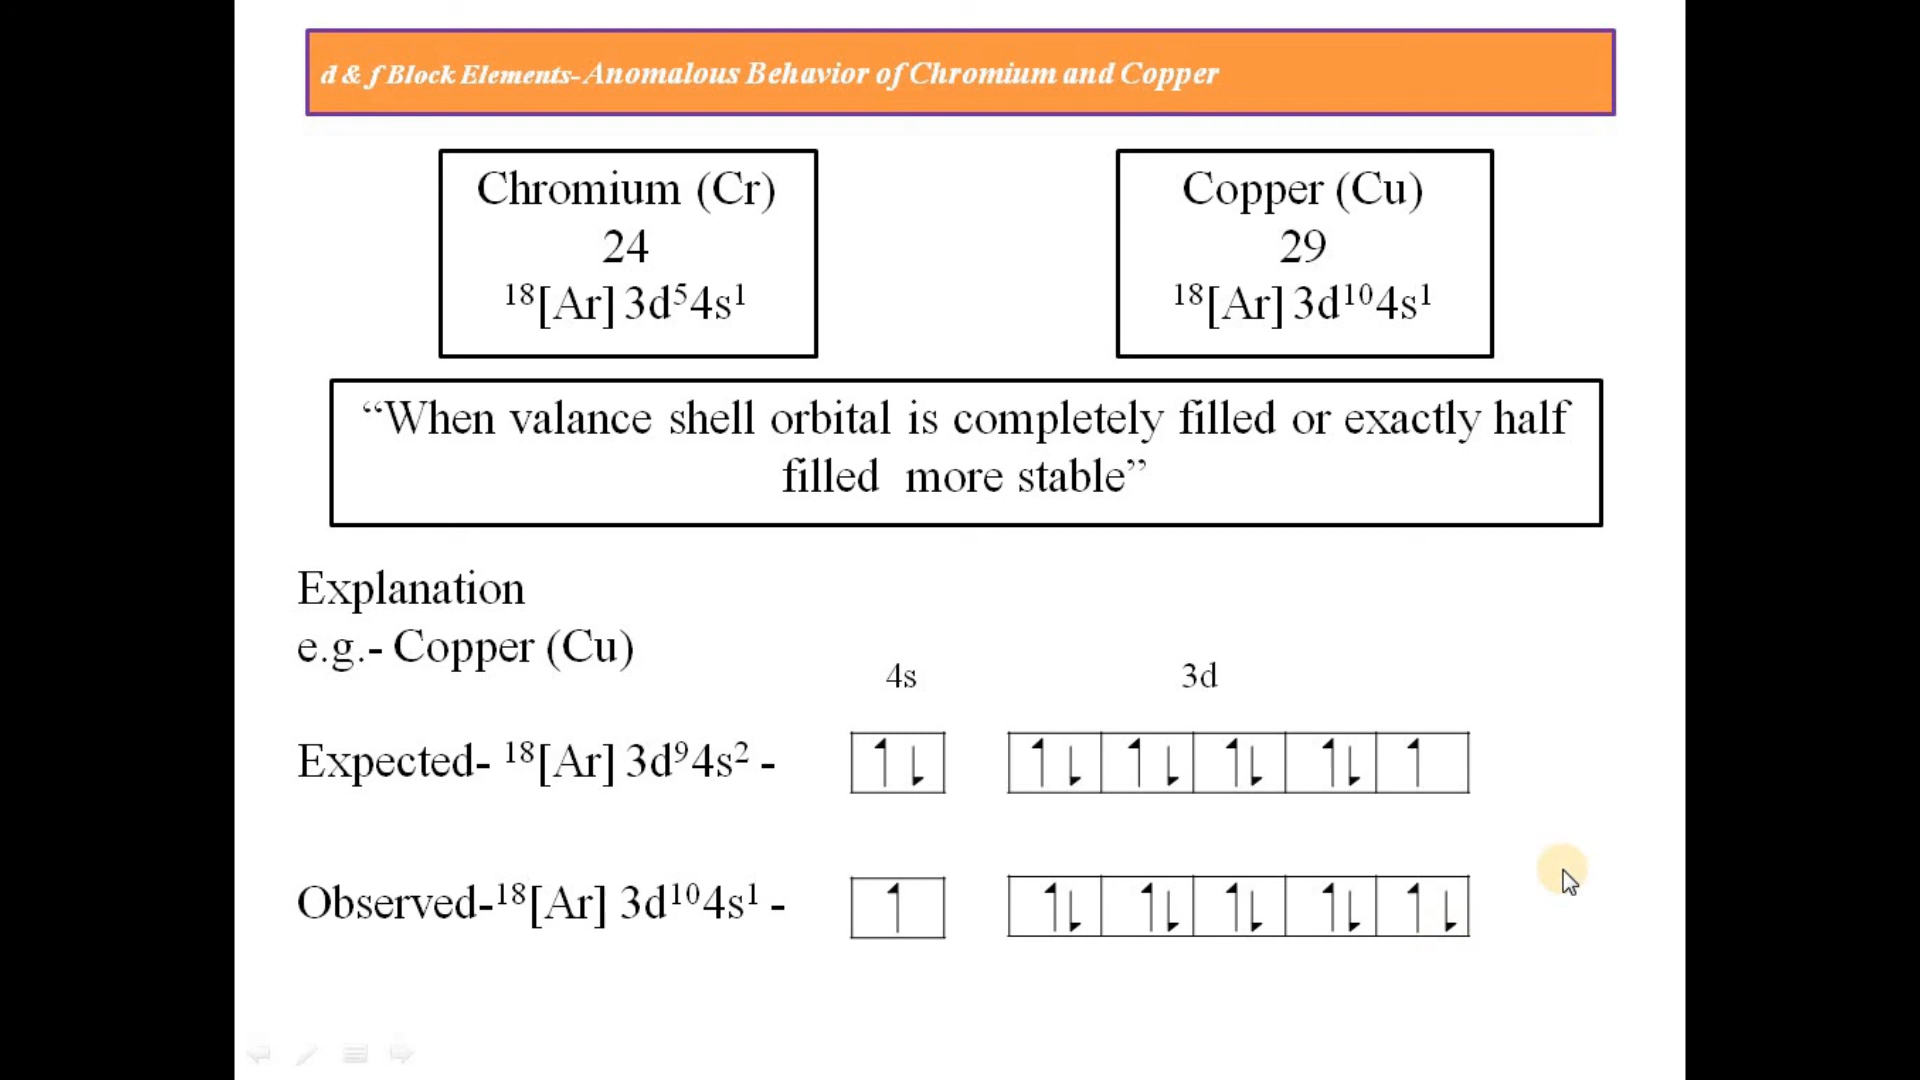 d & f Block Elements-Anomalous Behavior of Chromium and Copper
Chromium (Cr)
24
¹⁸[Ar] 3d⁵4s¹
Copper (Cu)
29
¹⁸[Ar] 3d¹⁰4s¹
“When valance shell orbital is completely filled or exactly half
filled more stable”
Explanation
e.g.- Copper (Cu)
4s 3d
Expected- ¹⁸[Ar] 3d⁹4s² -
Observed-¹⁸[Ar] 3d¹⁰4s¹ -